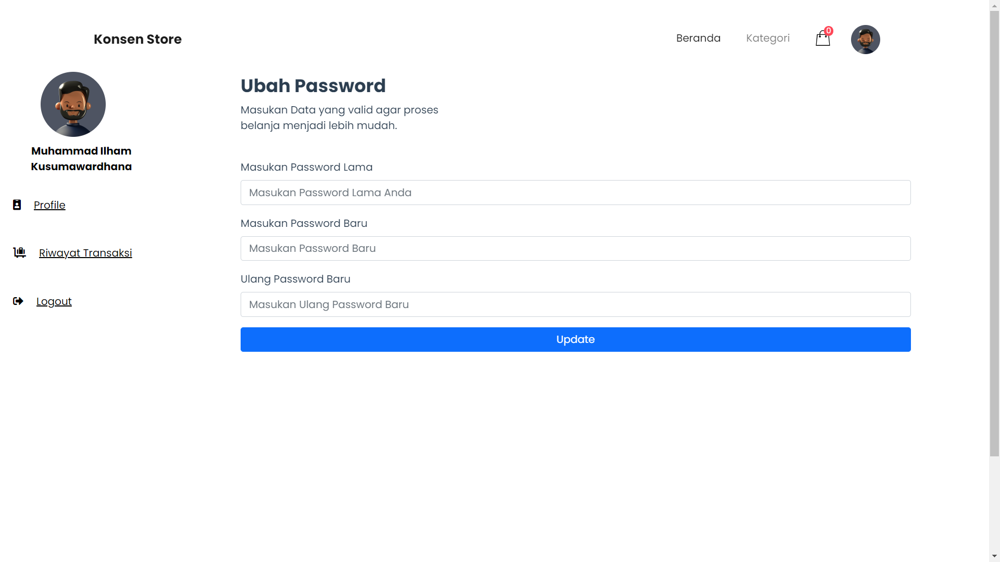 Konsen Store
Beranda
Kategori
0
Muhammad Ilham
Kusumawardhana
Profile
Riwayat Transaksi
Logout
Ubah Password
Masukan Data yang valid agar proses
belanja menjadi lebih mudah.
Masukan Password Lama
Masukan Password Lama Anda
Masukan Password Baru
Masukan Password Baru
Ulang Password Baru
Masukan Ulang Password Baru
Update